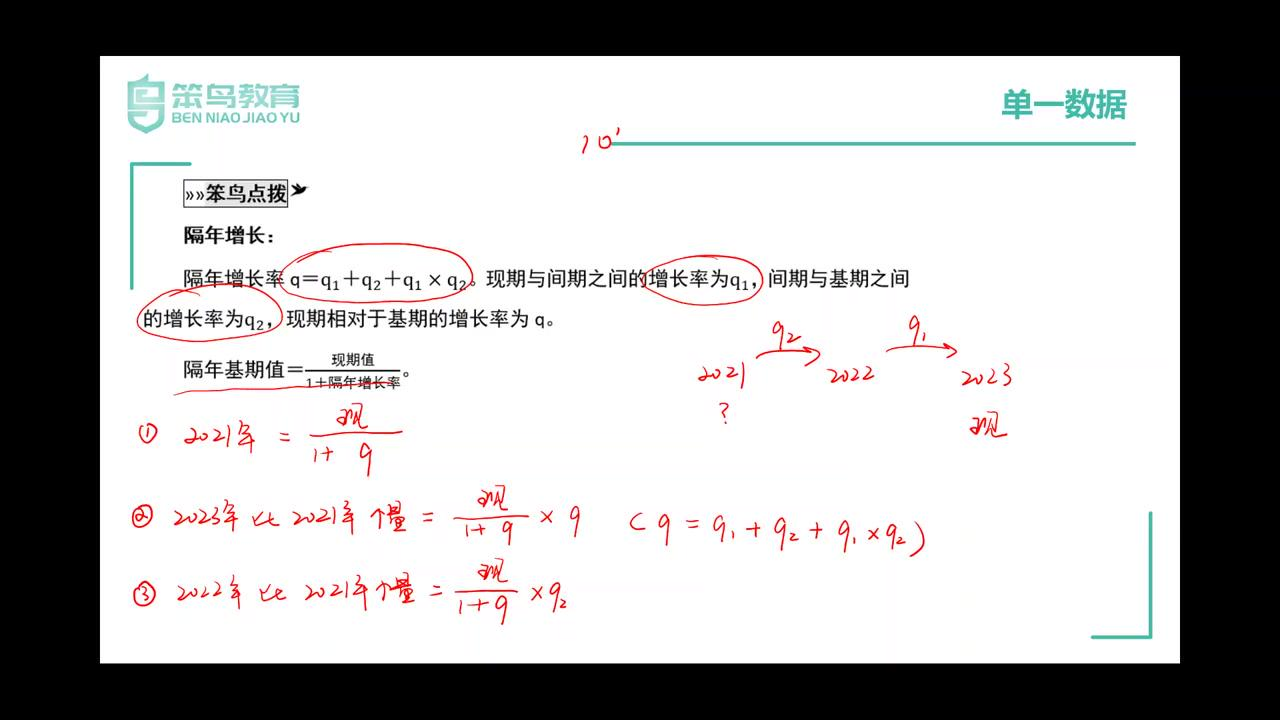 笨鸟教育
BEN NIAO JIAO YU
单一数据
10'
»»笨鸟点拨
隔年增长：
隔年增长率 q＝q₁＋q₂＋q₁×q₂。现期与间期之间的增长率为q₁，间期与基期之间
的增长率为q₂，现期相对于基期的增长率为 q。
隔年基期值＝现期值/(1＋隔年增长率)。
q₂ q₁
2021 2022 2023
? 现
① 2021年 = 现/(1+q)
② 2023年 比 2021年 个量 = 现/(1+q) × q (q = q₁ + q₂ + q₁×q₂)
③ 2022年 比 2021年 个量 = 现/(1+q) × q₂